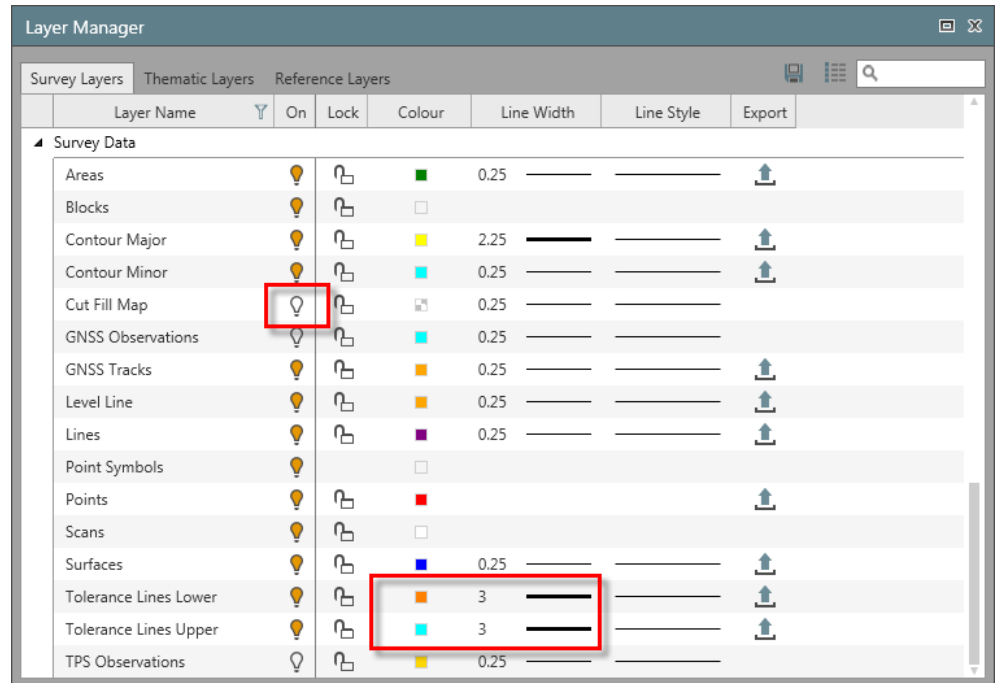 Layer Manager
Survey Layers Thematic Layers Reference Layers
Layer Name On Lock Colour Line Width Line Style Export
Survey Data
Areas 0.25
Blocks
Contour Major 2.25
Contour Minor 0.25
Cut Fill Map 0.25
GNSS Observations 0.25
GNSS Tracks 0.25
Level Line 0.25
Lines 0.25
Point Symbols
Points
Scans
Surfaces 0.25
Tolerance Lines Lower 3
Tolerance Lines Upper 3
TPS Observations 0.25